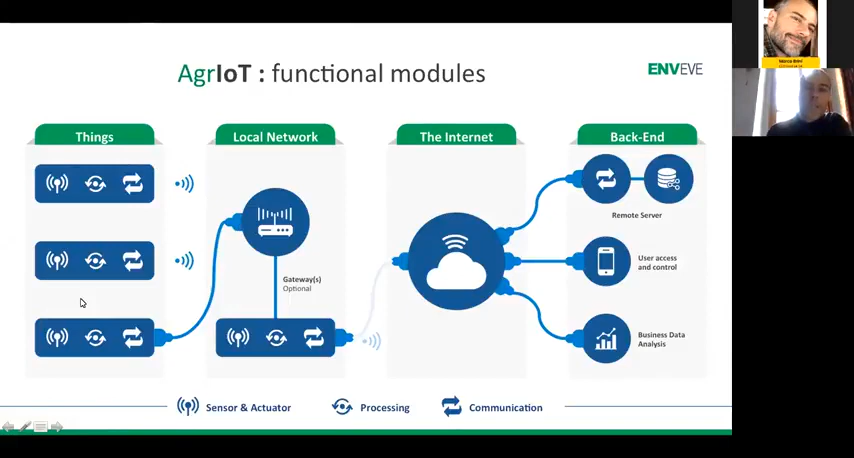 AgrIoT : functional modules
ENVEVE
Things
Local Network
The Internet
Back-End
Gateway(s)
Optional
Remote Server
User access
and control
Business Data
Analysis
Sensor & Actuator
Processing
Communication